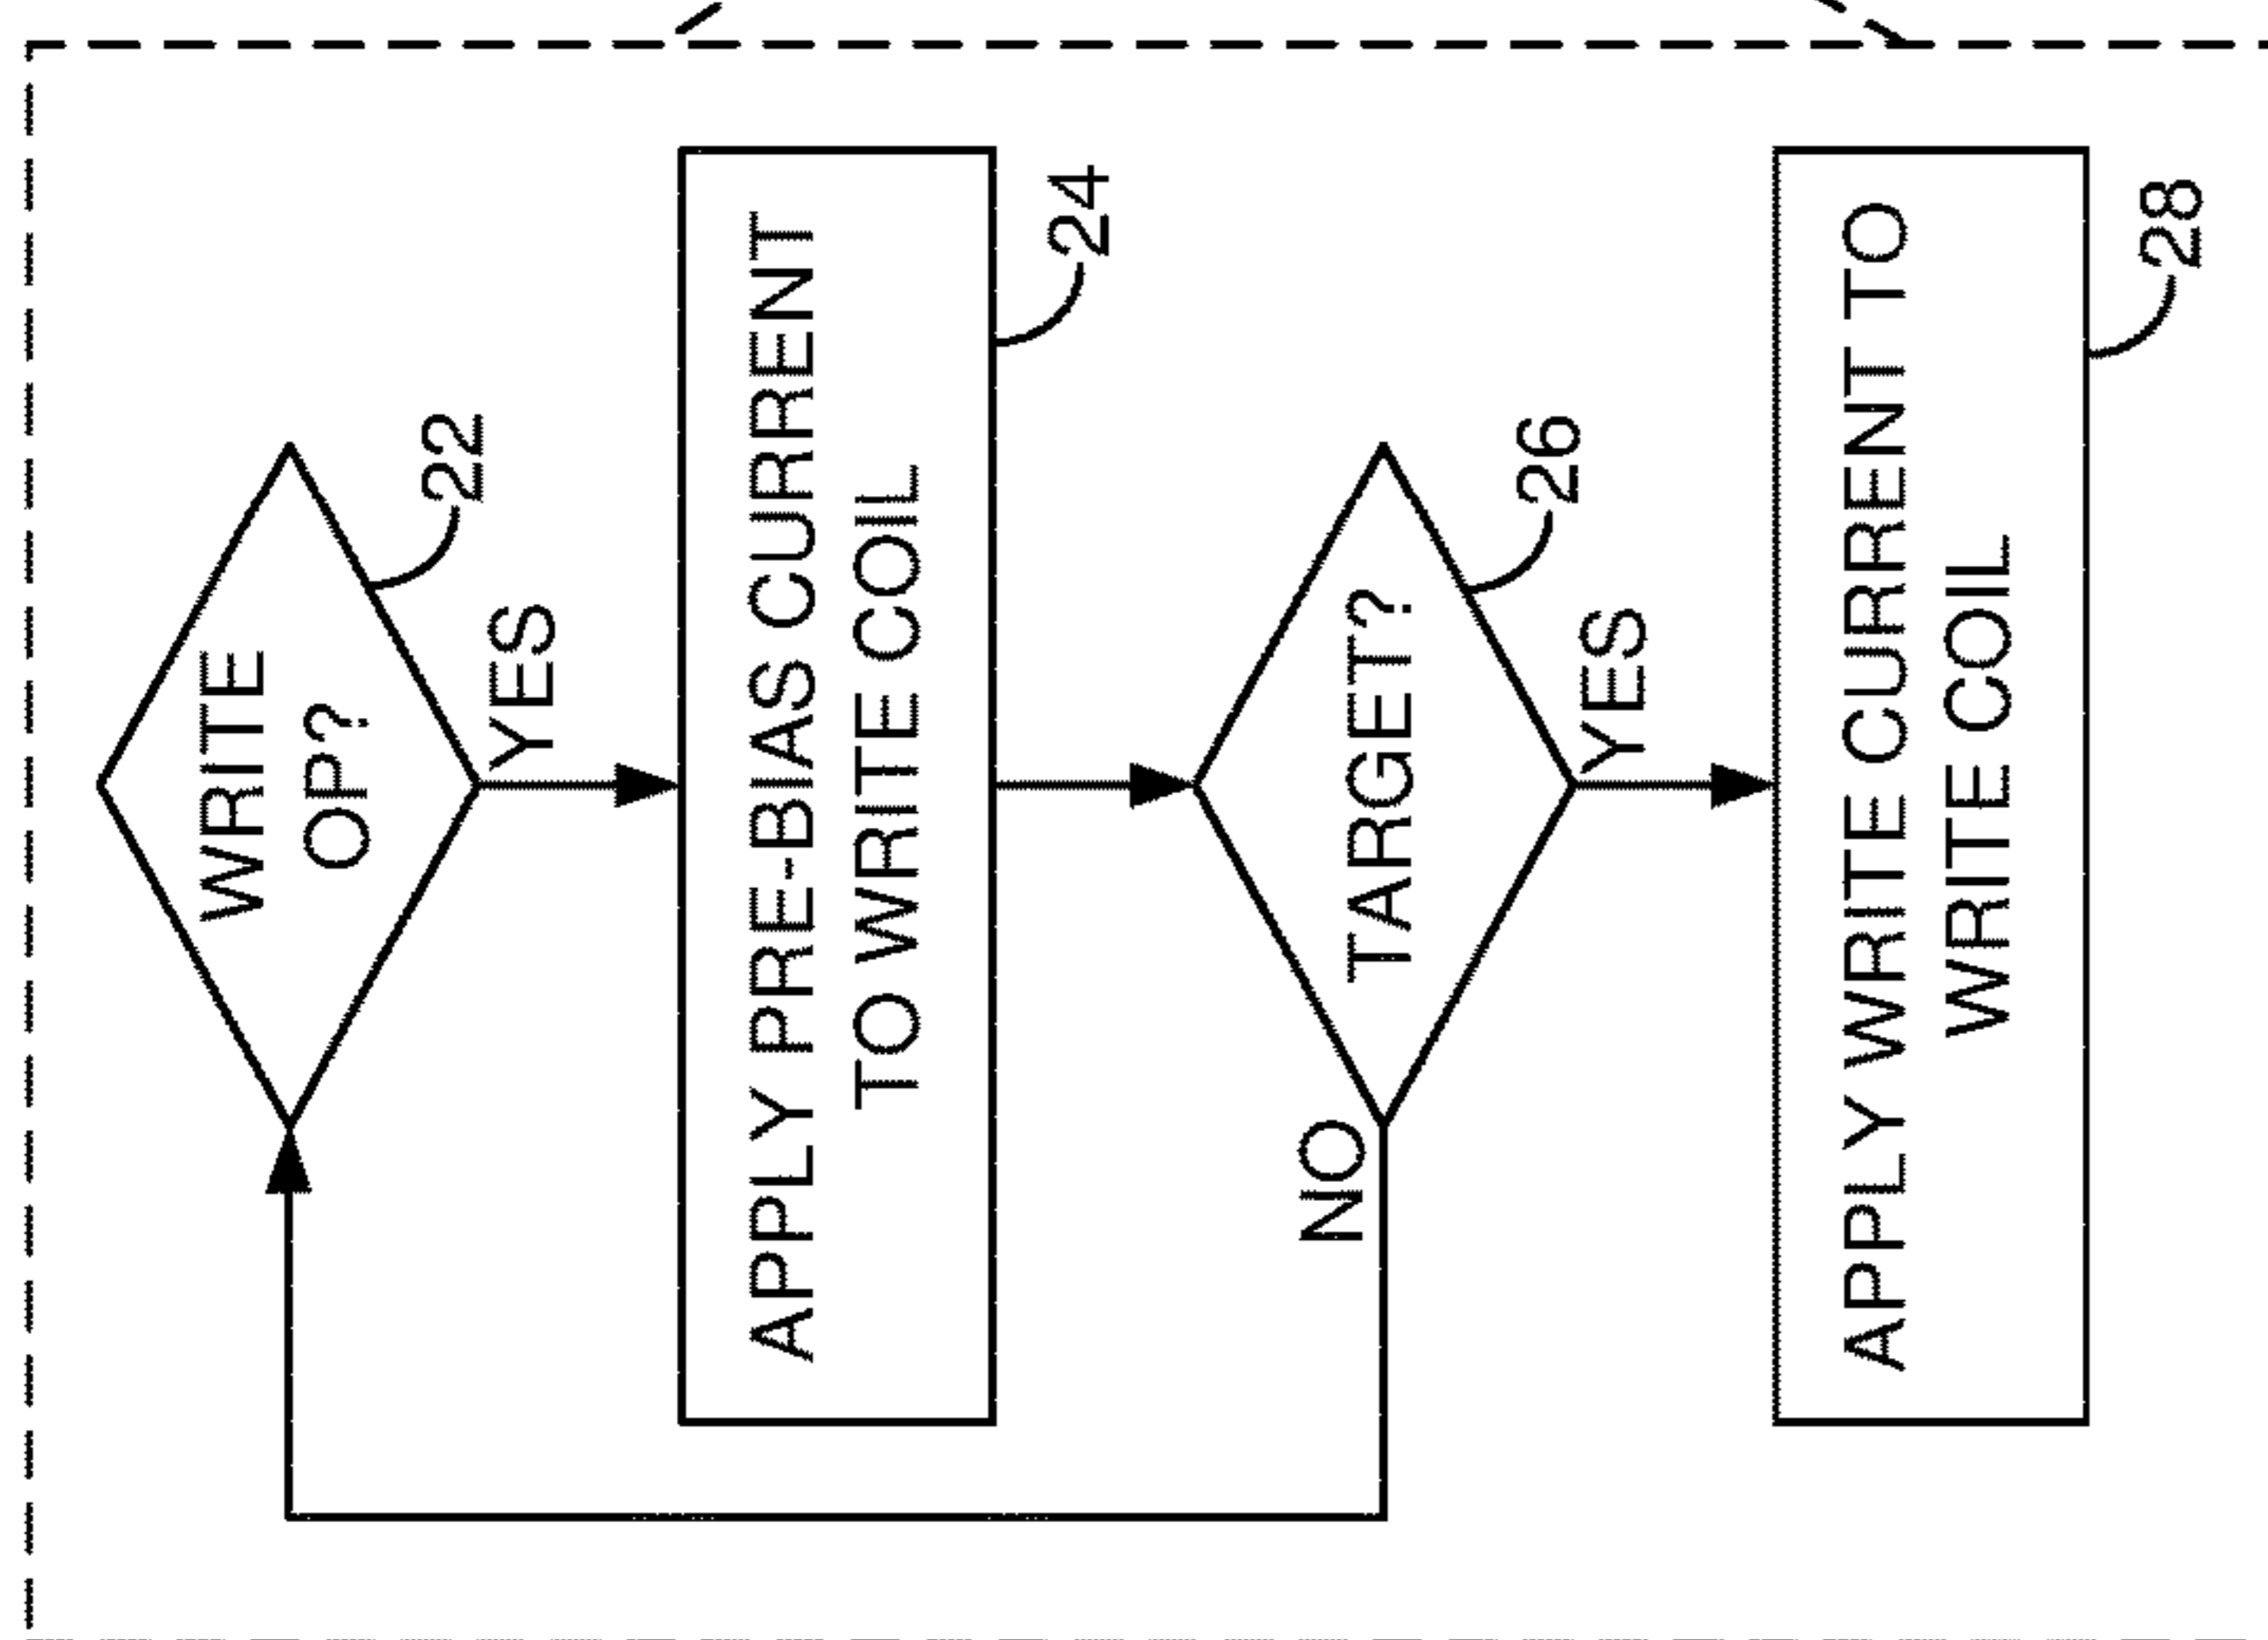 WRITE
OP?
22
YES
APPLY PRE-BIAS CURRENT
TO WRITE COIL
24
TARGET?
26
NO
YES
APPLY WRITE CURRENT TO
WRITE COIL
28